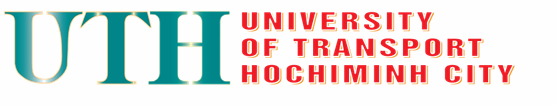 UTH
UNIVERSITY
OF TRANSPORT
HOCHIMINH CITY